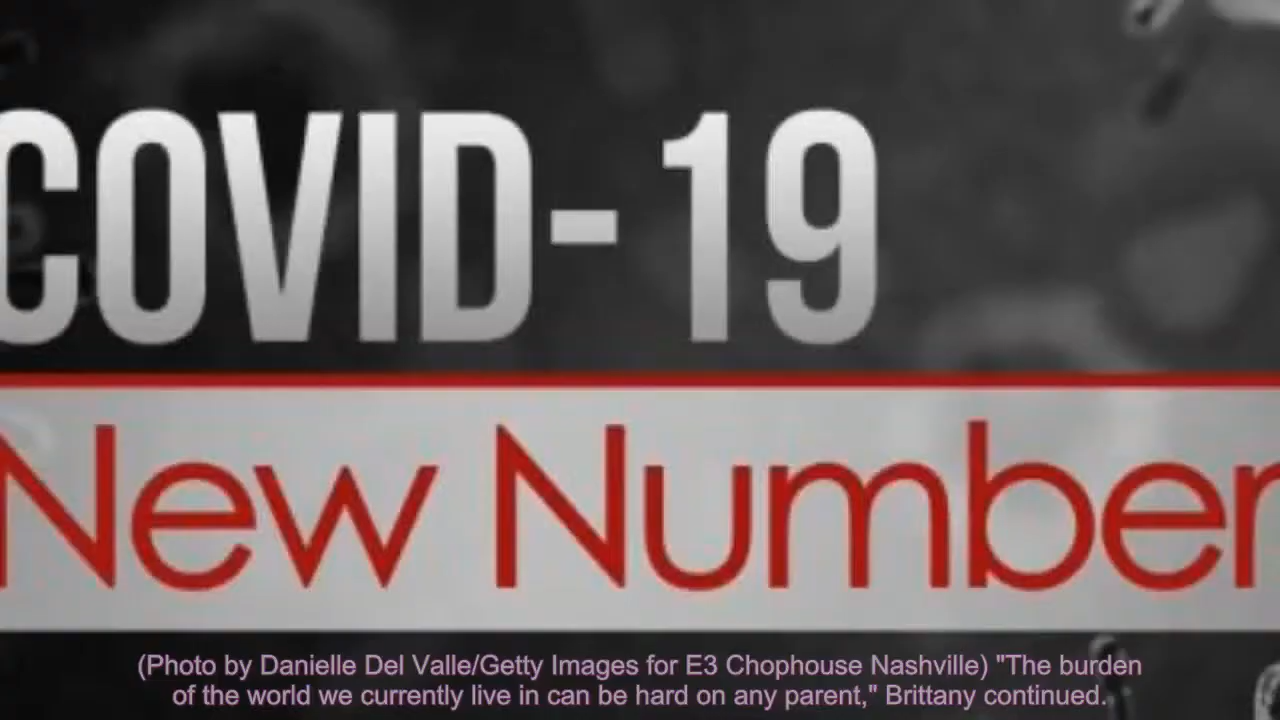 COVID-19
New Number
(Photo by Danielle Del Valle/Getty Images for E3 Chophouse Nashville) "The burden
of the world we currently live in can be hard on any parent," Brittany continued.